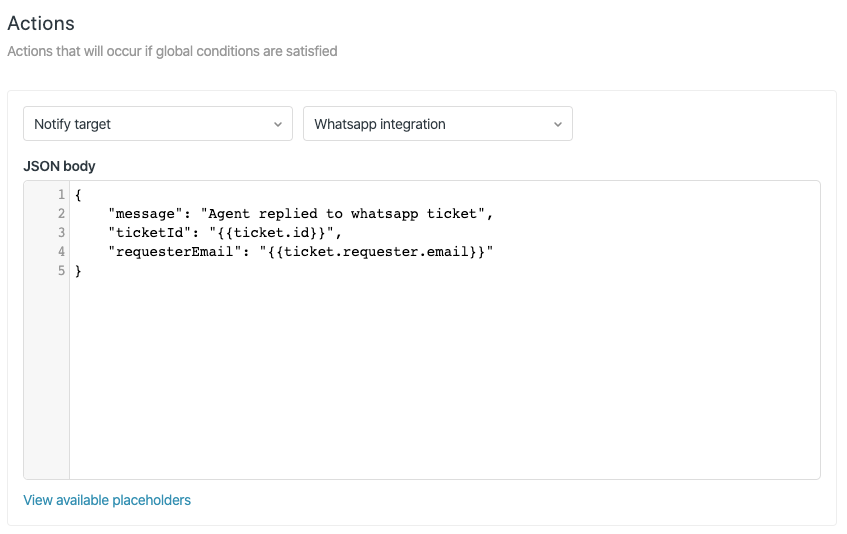 Actions
Actions that will occur if global conditions are satisfied
Notify target
Whatsapp integration
JSON body
1 {
2     "message": "Agent replied to whatsapp ticket",
3     "ticketId": "{{ticket.id}}",
4     "requesterEmail": "{{ticket.requester.email}}"
5 }
View available placeholders